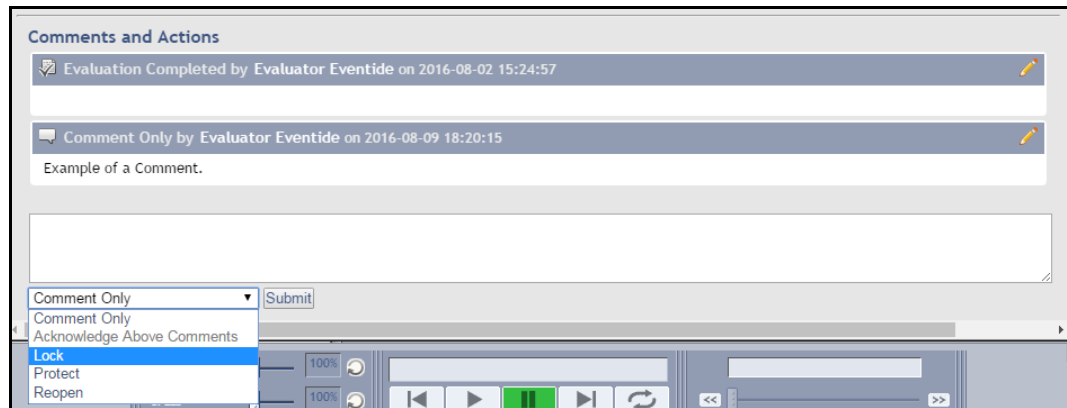 Comments and Actions
Evaluation Completed by Evaluator Eventide on 2016-08-02 15:24:57
Comment Only by Evaluator Eventide on 2016-08-09 18:20:15
Example of a Comment.
Comment Only Submit
Comment Only
Acknowledge Above Comments
Lock
Protect
Reopen
100%
100%
<< >>